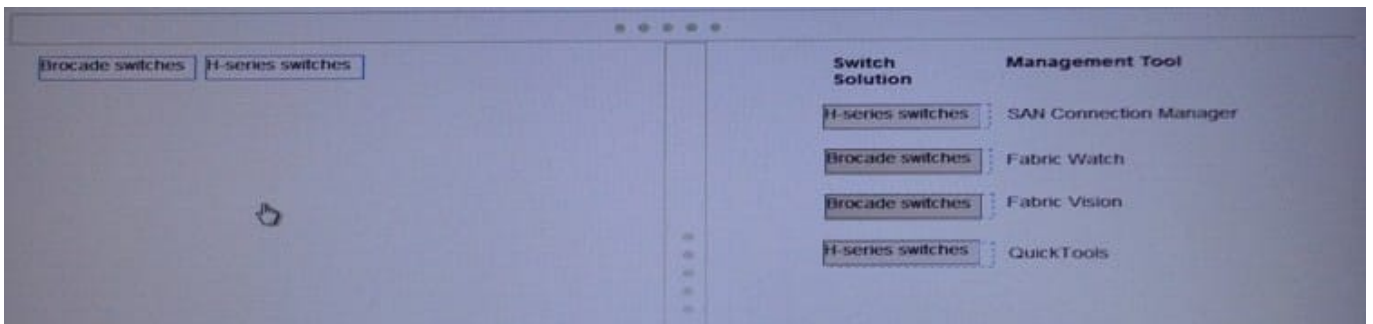 Brocade switches H-series switches
Switch Solution Management Tool
H-series switches SAN Connection Manager
Brocade switches Fabric Watch
Brocade switches Fabric Vision
H-series switches QuickTools